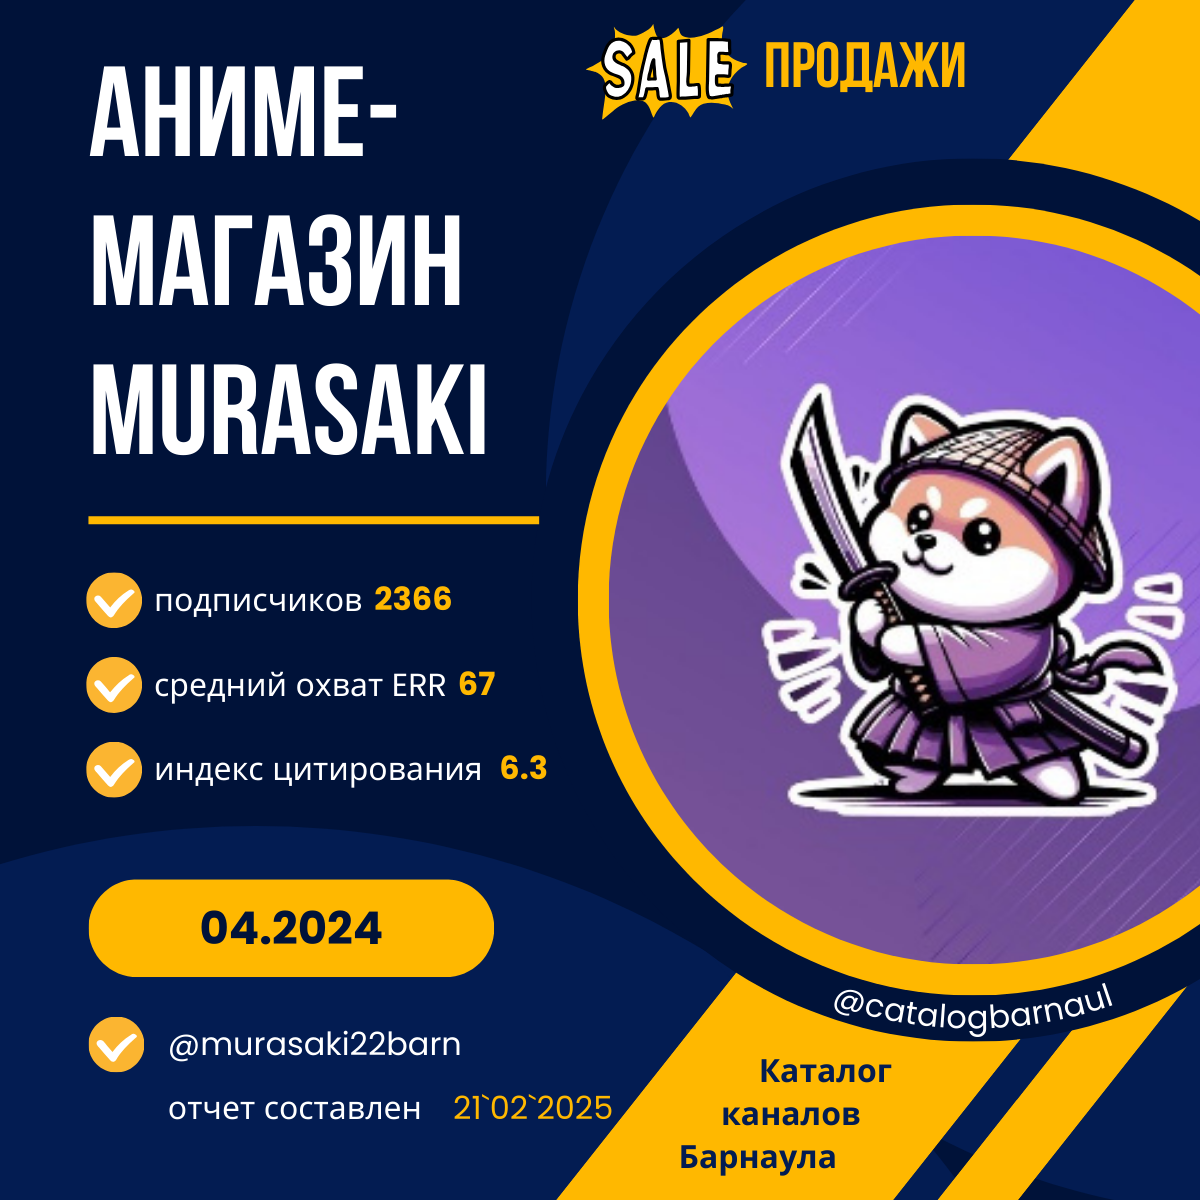 SALE ПРОДАЖИ
АНИМЕ-
МАГАЗИН
MURASAKI
подписчиков 2366
средний охват ERR 67
индекс цитирования 6.3
04.2024
@murasaki22barn
отчет составлен 21`02`2025
@catalogbarnaul
Каталог
каналов
Барнаула